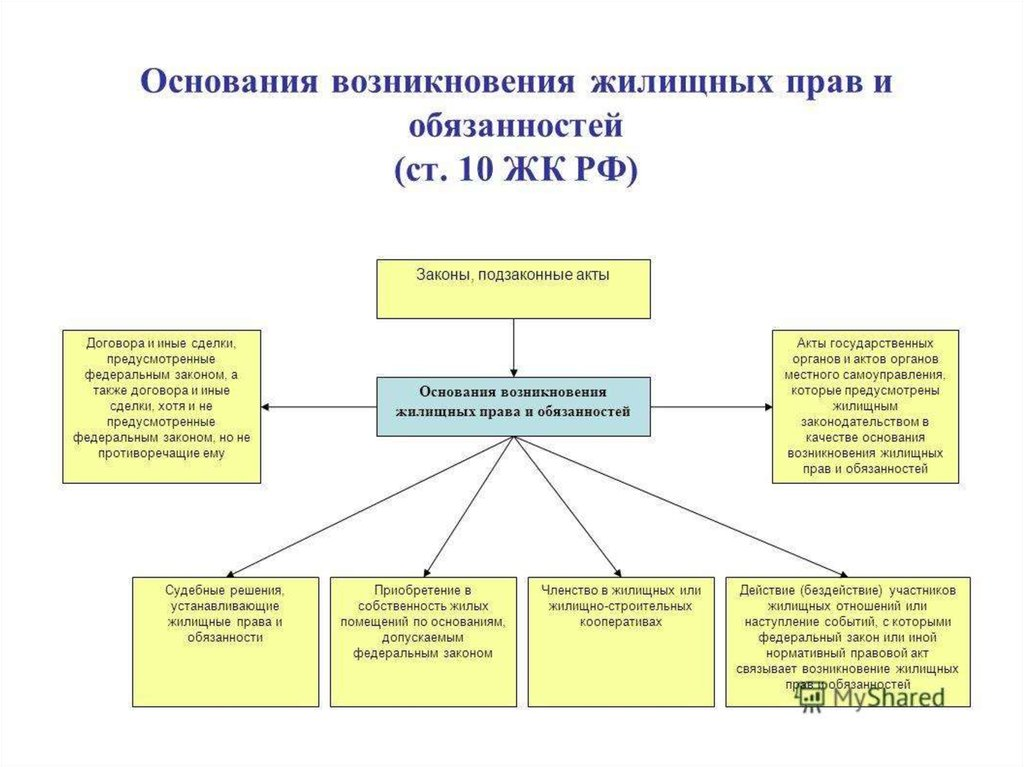 Основания возникновения жилищных прав и
обязанностей
(ст. 10 ЖК РФ)
Законы, подзаконные акты
Договора и иные сделки,
предусмотренные
федеральным законом, а
также договора и иные
сделки, хотя и не
предусмотренные
федеральным законом, но не
противоречащие ему
Основания возникновения
жилищных права и обязанностей
Акты государственных
органов и актов органов
местного самоуправления,
которые предусмотрены
жилищным
законодательством в
качестве основания
возникновения жилищных
прав и обязанностей
Судебные решения,
устанавливающие
жилищные права и
обязанности
Приобретение в
собственность жилых
помещений по основаниям,
допускаемым
федеральным законом
Членство в жилищных или
жилищно-строительных
кооперативах
Действие (бездействие) участников
жилищных отношений или
наступление событий, с которыми
федеральный закон или иной
нормативный правовой акт
связывает возникновение жилищных
прав и обязанностей
MyShared